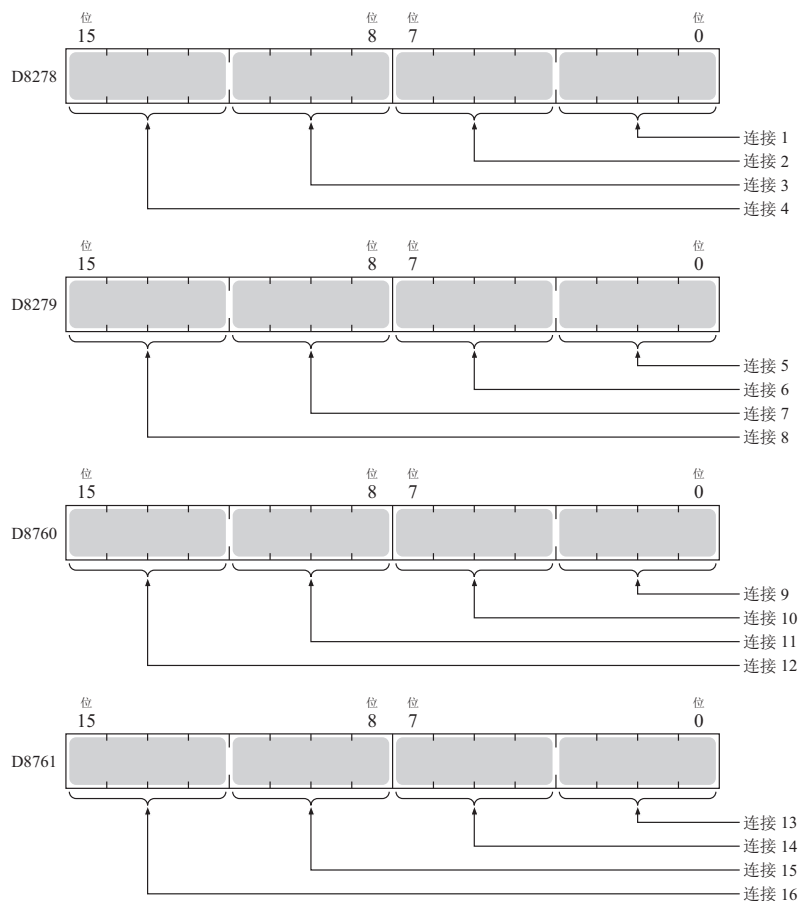 位 位 位 位
15 8 7 0
D8278
连接 1
连接 2
连接 3
连接 4
位 位 位 位
15 8 7 0
D8279
连接 5
连接 6
连接 7
连接 8
位 位 位 位
15 8 7 0
D8760
连接 9
连接 10
连接 11
连接 12
位 位 位 位
15 8 7 0
D8761
连接 13
连接 14
连接 15
连接 16